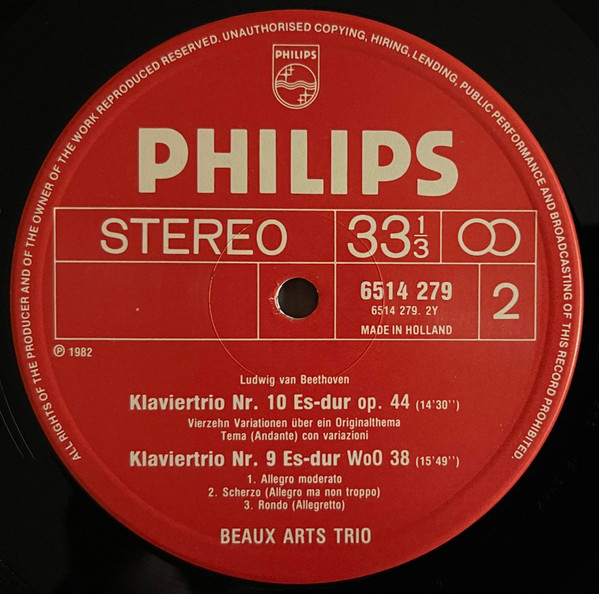 ALL RIGHTS OF THE PRODUCER AND OF THE OWNER OF THE WORK REPRODUCED RESERVED. UNAUTHORISED COPYING, HIRING, LENDING, PUBLIC PERFORMANCE AND BROADCASTING OF THIS RECORD PROHIBITED.
PHILIPS
PHILIPS
STEREO
33 1/3
6514 279
6514 279. 2Y
MADE IN HOLLAND
2
℗ 1982
Ludwig van Beethoven
Klaviertrio Nr. 10 Es-dur op. 44 (14'30'')
Vierzehn Variationen über ein Originalthema
Tema (Andante) con variazioni
Klaviertrio Nr. 9 Es-dur WoO 38 (15'49'')
1. Allegro moderato
2. Scherzo (Allegro ma non troppo)
3. Rondo (Allegretto)
BEAUX ARTS TRIO